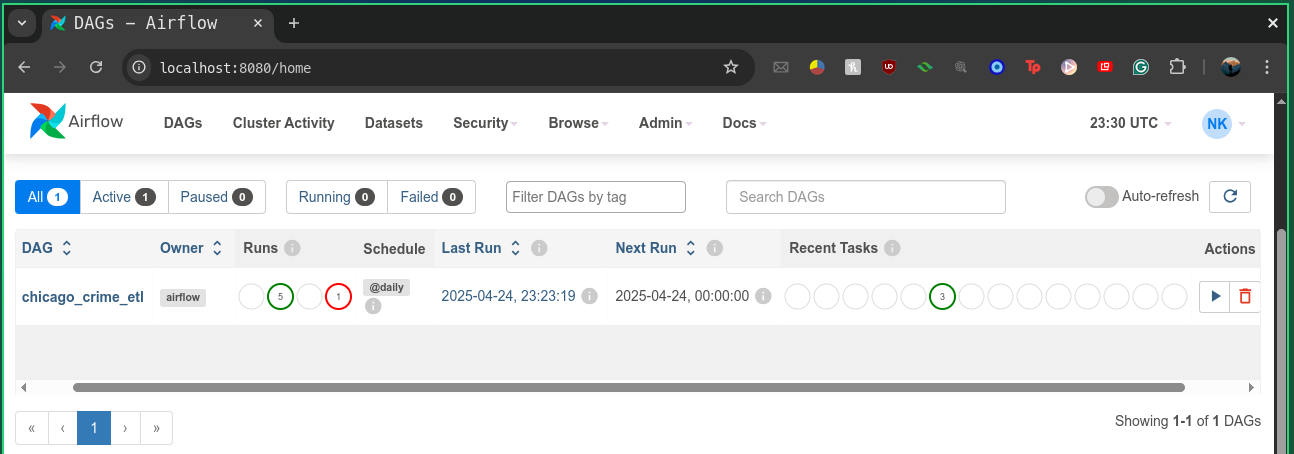 DAGs – Airflow
localhost:8080/home
Airflow DAGs Cluster Activity Datasets Security Browse Admin Docs 23:30 UTC NK
All 1 Active 1 Paused 0 Running 0 Failed 0 Filter DAGs by tag Search DAGs Auto-refresh
DAG Owner Runs Schedule Last Run Next Run Recent Tasks Actions
chicago_crime_etl airflow 5 1 @daily 2025-04-24, 23:23:19 2025-04-24, 00:00:00 3
« ‹ 1 › » Showing 1-1 of 1 DAGs